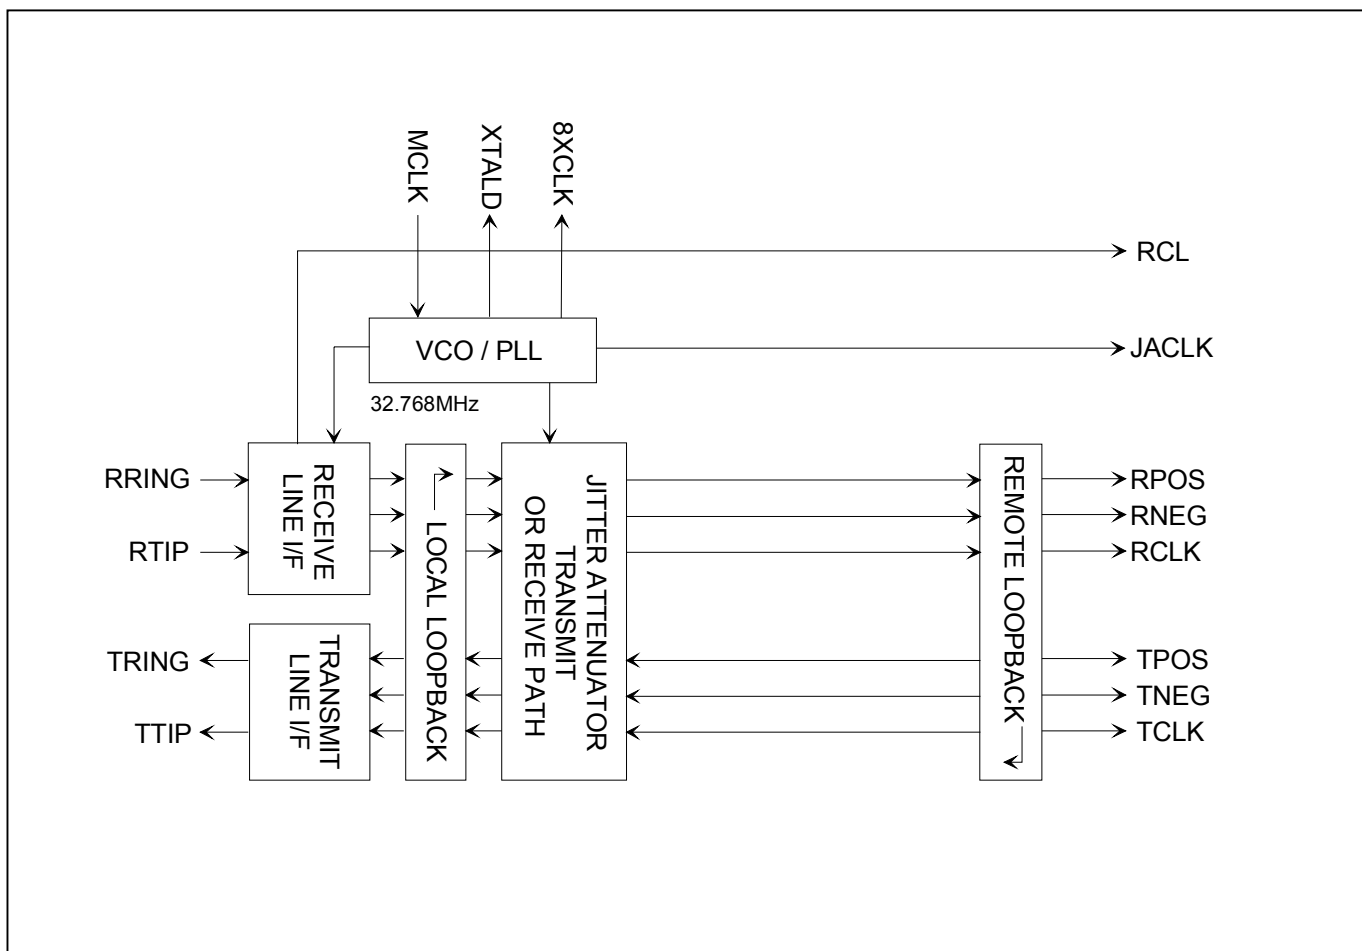 MCLK
XTALD
8XCLK
RCL
VCO / PLL
JACLK
32.768MHz
RRING
RTIP
RECEIVE
LINE I/F
LOCAL LOOPBACK
JITTER ATTENUATOR
TRANSMIT
OR RECEIVE PATH
REMOTE LOOPBACK
RPOS
RNEG
RCLK
TRING
TTIP
TRANSMIT
LINE I/F
TPOS
TNEG
TCLK